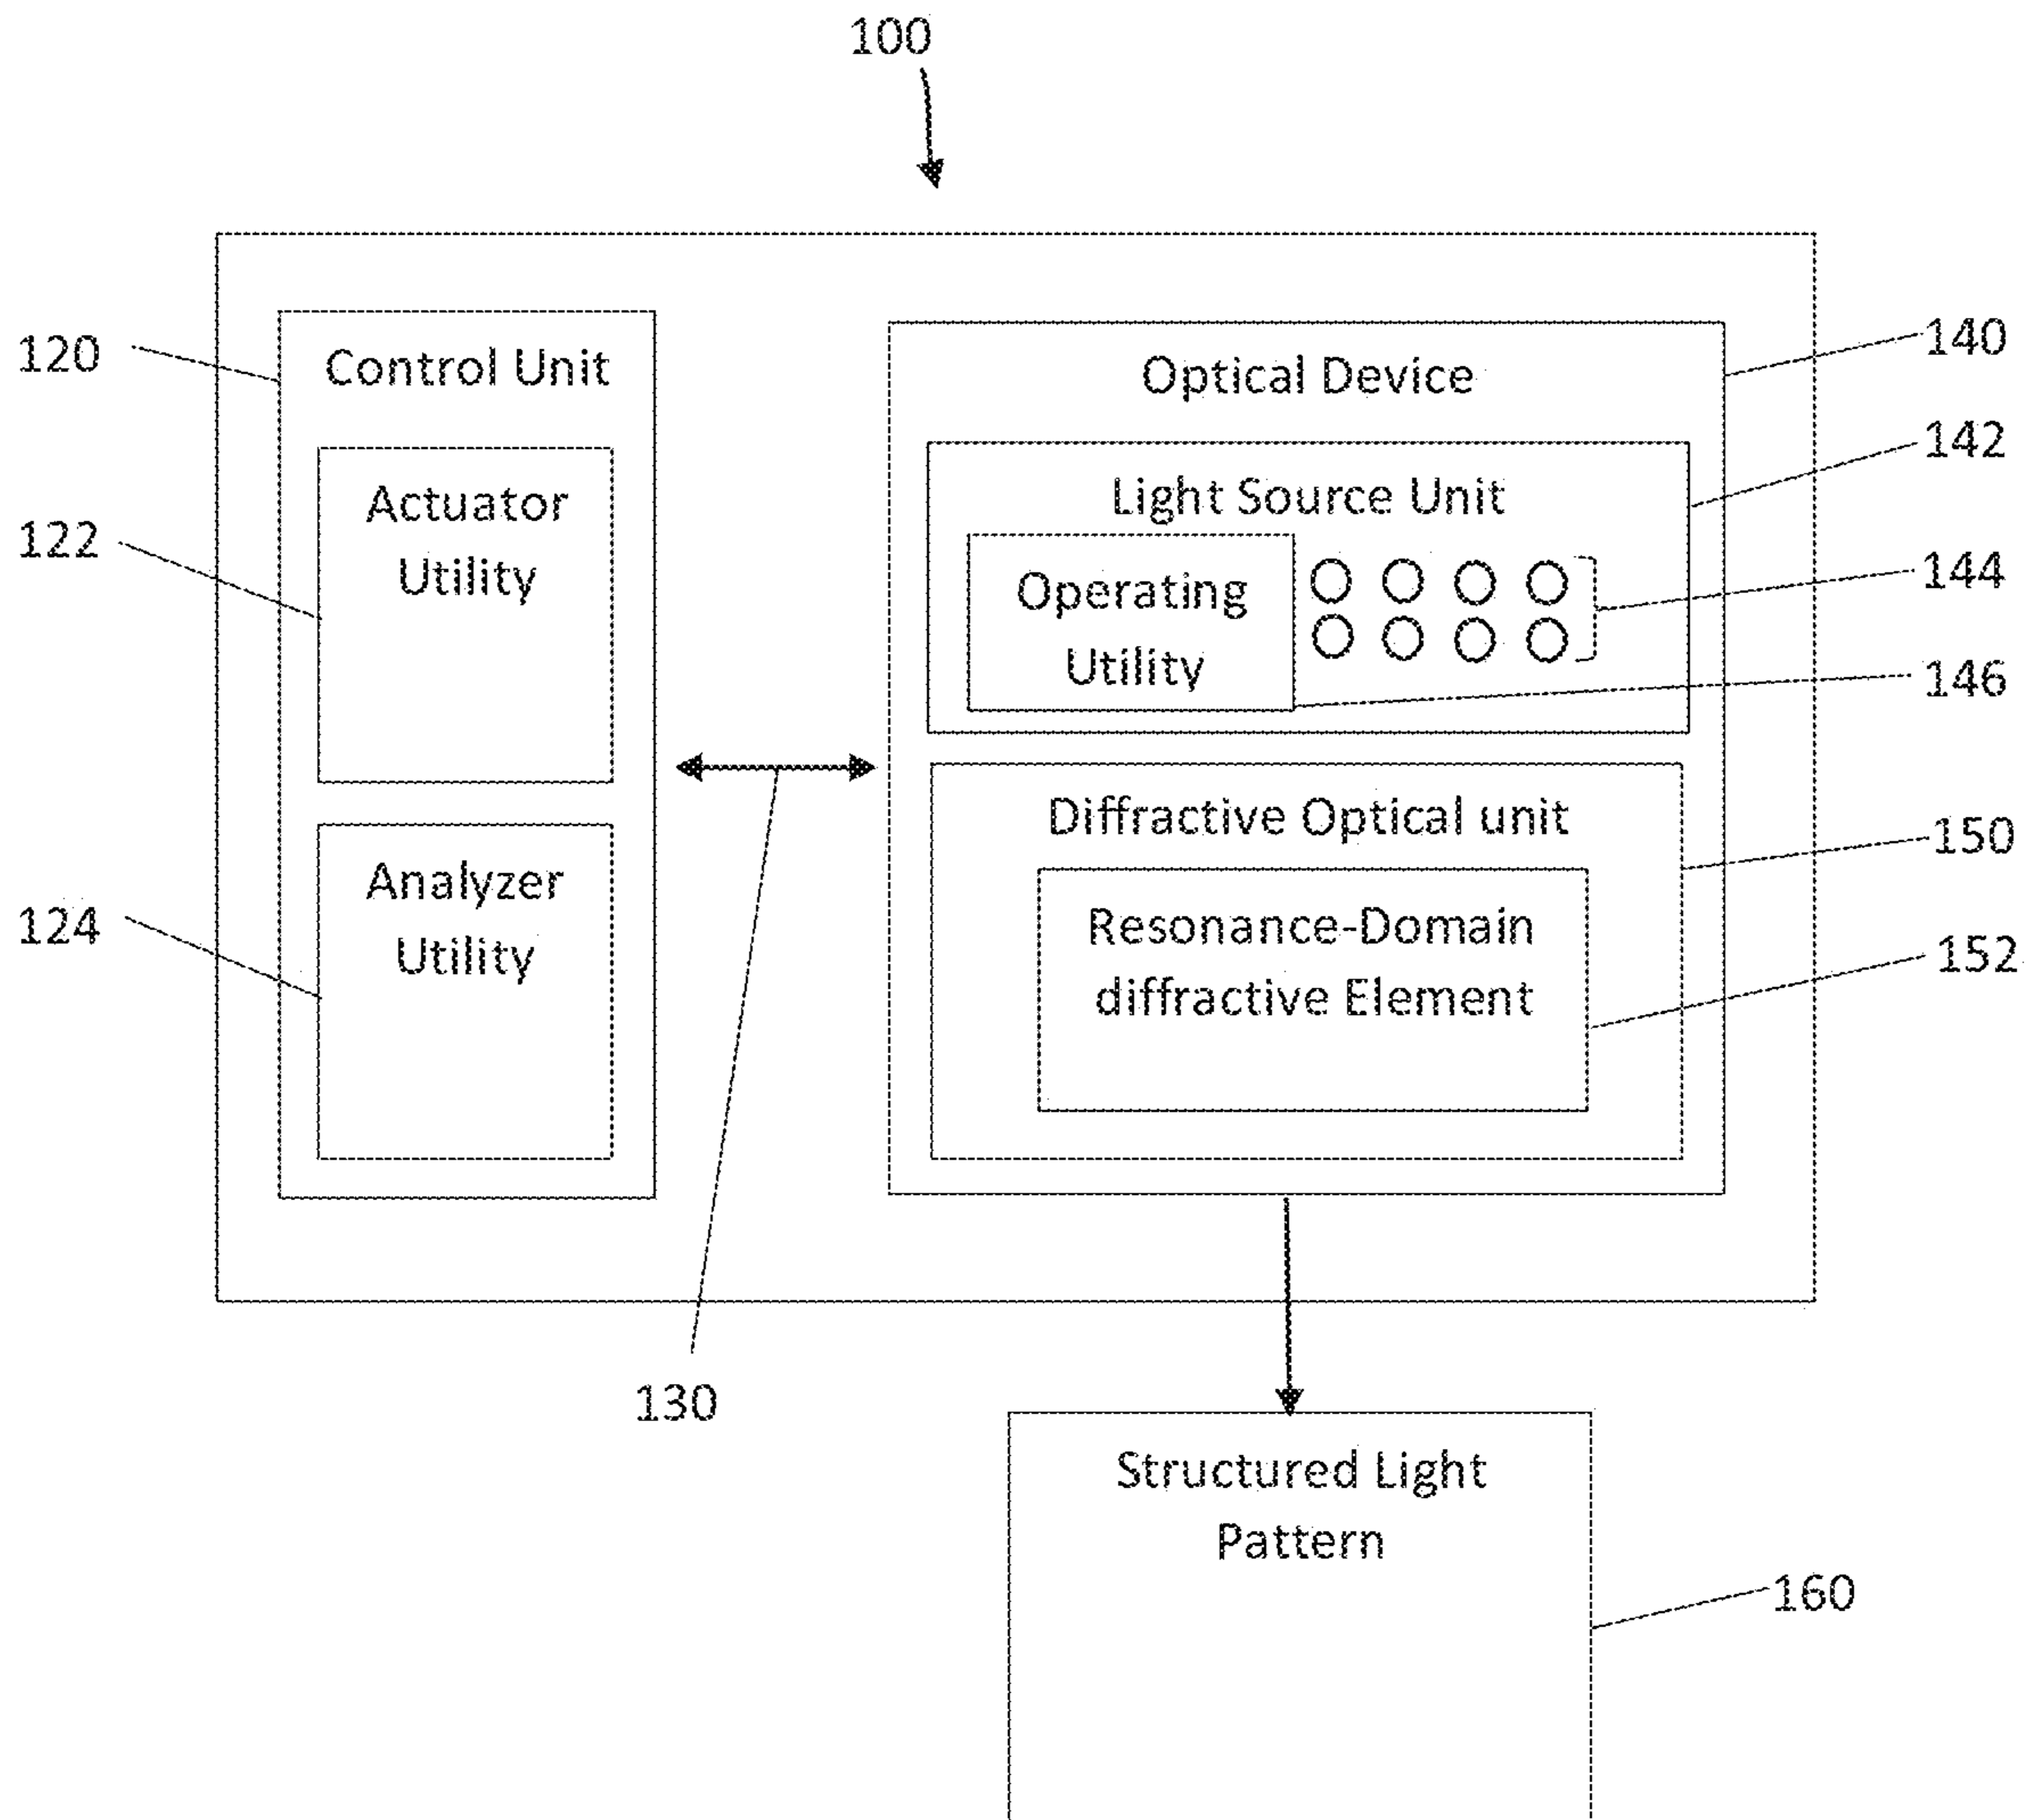 100
120
Control Unit
Optical Device
140
142
Actuator
Utility
Light Source Unit
122
Operating
Utility
144
146
Analyzer
Utility
Diffractive Optical unit
150
124
Resonance-Domain
diffractive Element
152
130
Structured Light
Pattern
160